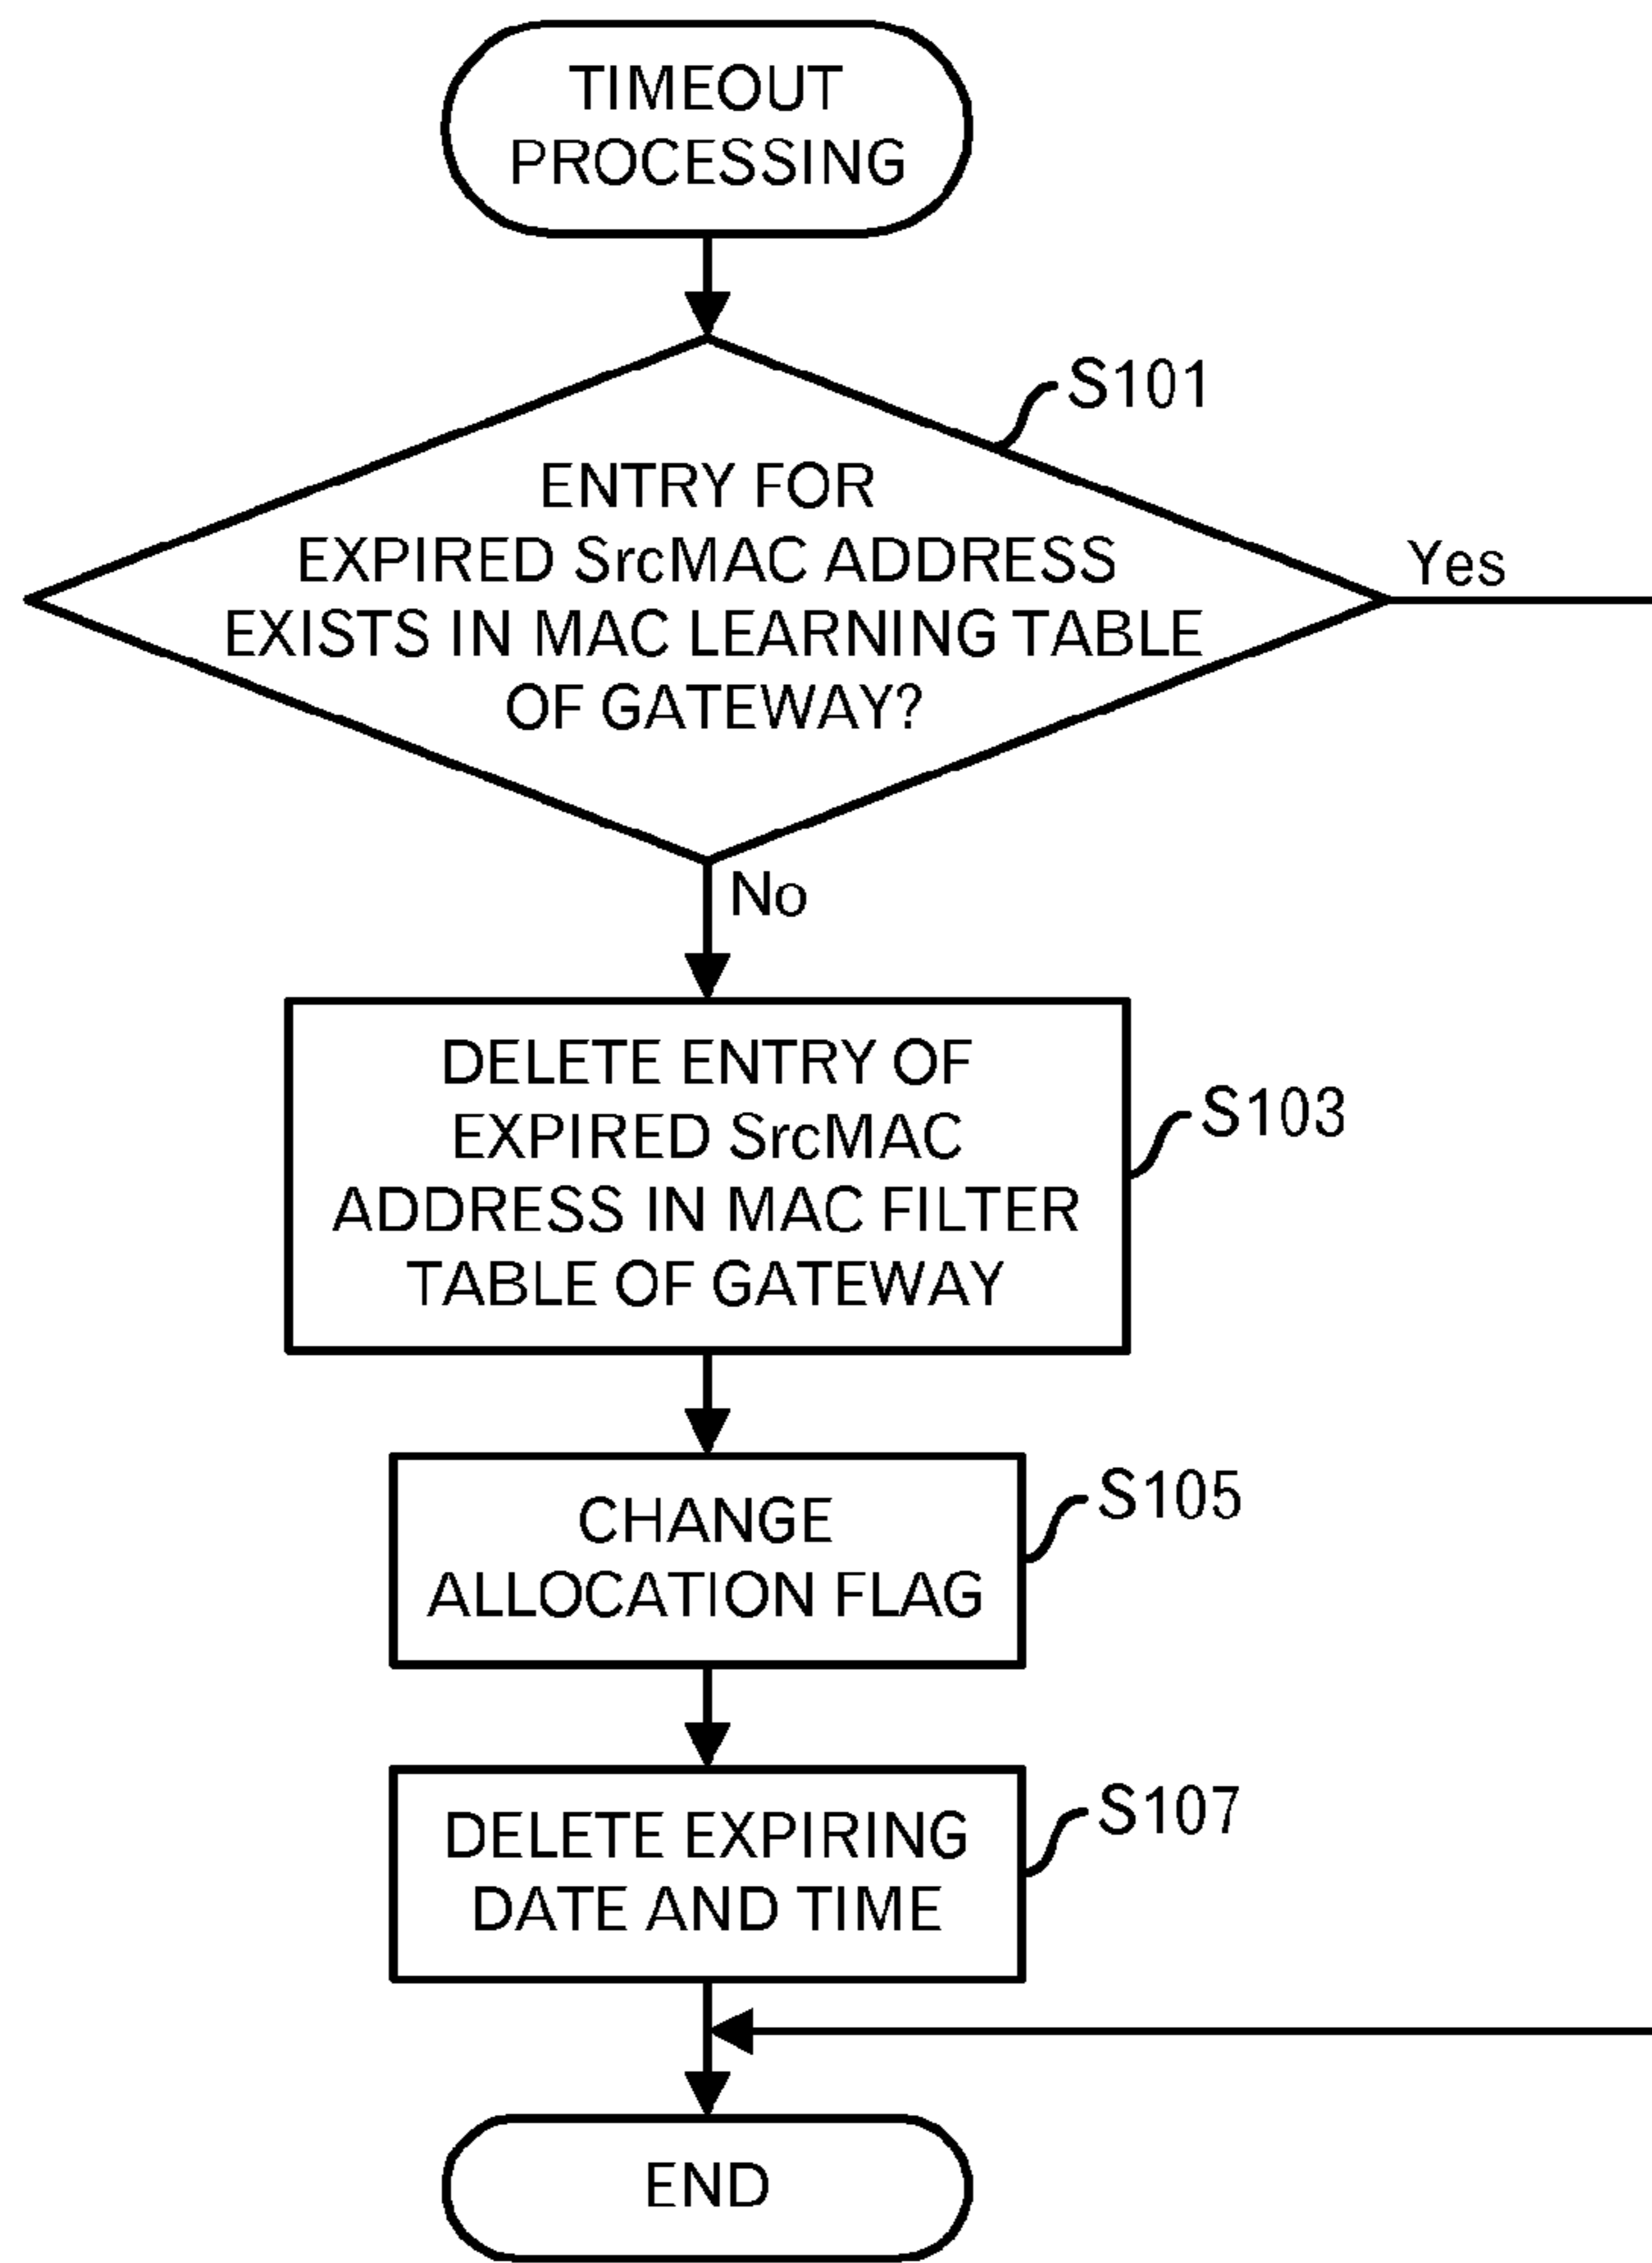 TIMEOUT
PROCESSING
S101
ENTRY FOR
EXPIRED SrcMAC ADDRESS
EXISTS IN MAC LEARNING TABLE
OF GATEWAY?
Yes
No
DELETE ENTRY OF
EXPIRED SrcMAC
ADDRESS IN MAC FILTER
TABLE OF GATEWAY
S103
CHANGE
ALLOCATION FLAG
S105
DELETE EXPIRING
DATE AND TIME
S107
END